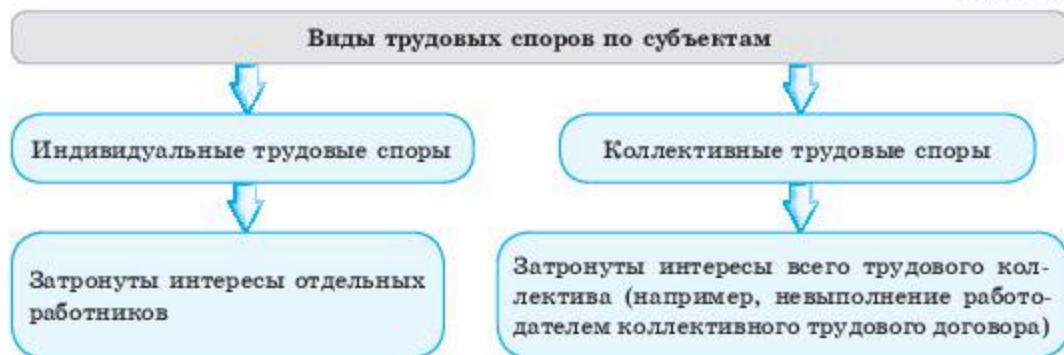 Виды трудовых споров по субъектам
Индивидуальные трудовые споры
Коллективные трудовые споры
Затронуты интересы отдельных
работников
Затронуты интересы всего трудового кол-
лектива (например, невыполнение работо-
дателем коллективного трудового договора)